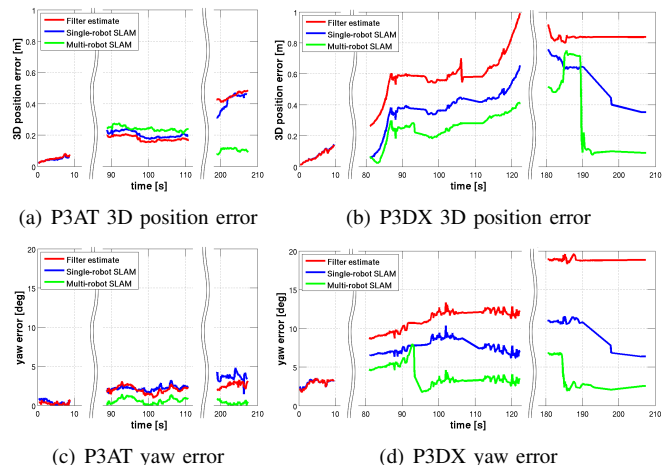 Filter estimate
Single-robot SLAM
Multi-robot SLAM
3D position error [m]
1
0.8
0.6
0.4
0.2
0
0 10 90 100 110 200 210
time [s]
(a) P3AT 3D position error
Filter estimate
Single-robot SLAM
Multi-robot SLAM
3D position error [m]
1
0.8
0.6
0.4
0.2
0
0 10 80 90 100 110 120 180 190 200 210
time [s]
(b) P3DX 3D position error
Filter estimate
Single-robot SLAM
Multi-robot SLAM
yaw error [deg]
20
15
10
5
0
0 10 90 100 110 200 210
time [s]
(c) P3AT yaw error
Filter estimate
Single-robot SLAM
Multi-robot SLAM
yaw error [deg]
20
15
10
5
0
0 10 80 90 100 110 120 180 190 200 210
time [s]
(d) P3DX yaw error